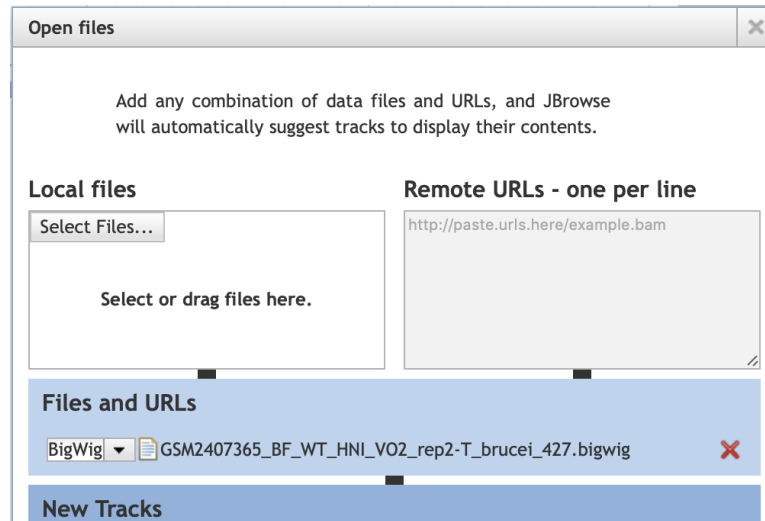 Open files
Add any combination of data files and URLs, and JBrowse
will automatically suggest tracks to display their contents.
Local files
Remote URLs - one per line
Select Files...
http://paste.urls.here/example.bam
Select or drag files here.
Files and URLs
BigWig GSM2407365_BF_WT_HNI_VO2_rep2-T_brucei_427.bigwig
New Tracks